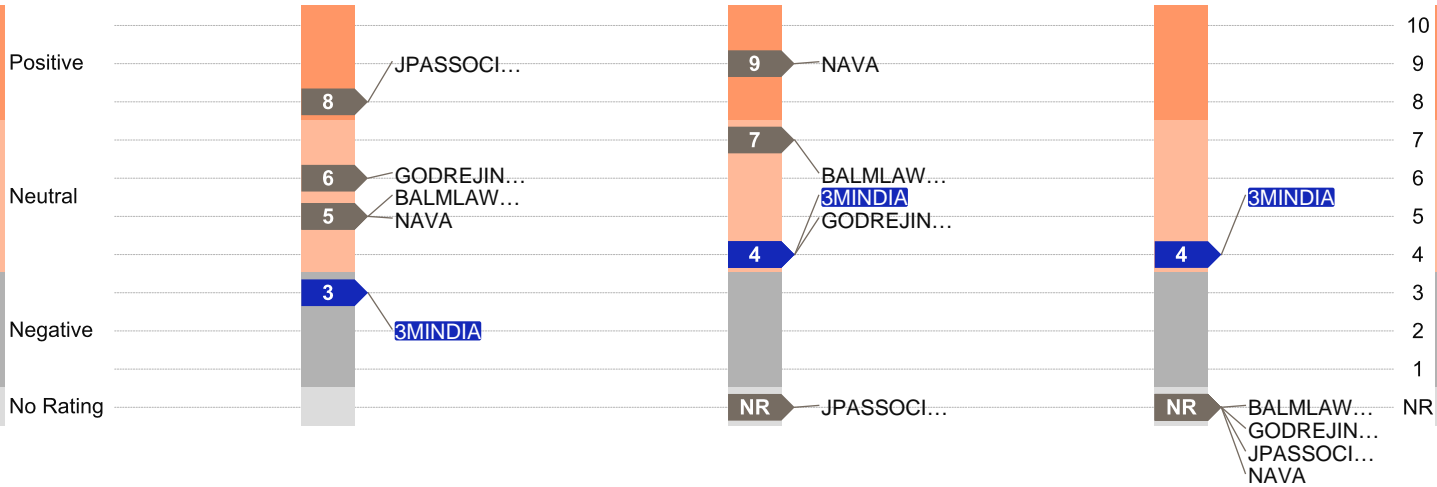 10
Positive
JPASSOCI…
9
NAVA
9
8
8
7
7
6
GODREJIN…
BALMLAW…
6
Neutral
BALMLAW…
3MINDIA
3MINDIA
5
NAVA
GODREJIN…
5
4
4
4
3
3
Negative
3MINDIA
2
1
No Rating
NR
JPASSOCI…
NR
BALMLAW…
NR
GODREJIN…
JPASSOCI…
NAVA